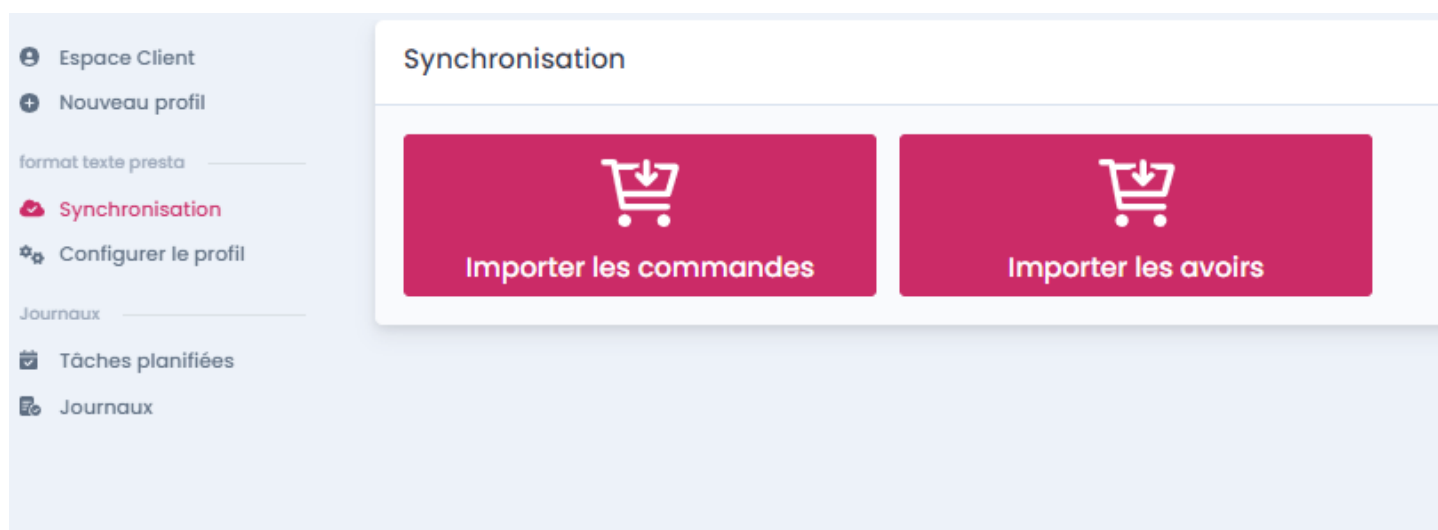 Espace Client
Nouveau profil
format texte presta
Synchronisation
Configurer le profil
Journaux
Tâches planifiées
Journaux
Synchronisation
Importer les commandes
Importer les avoirs